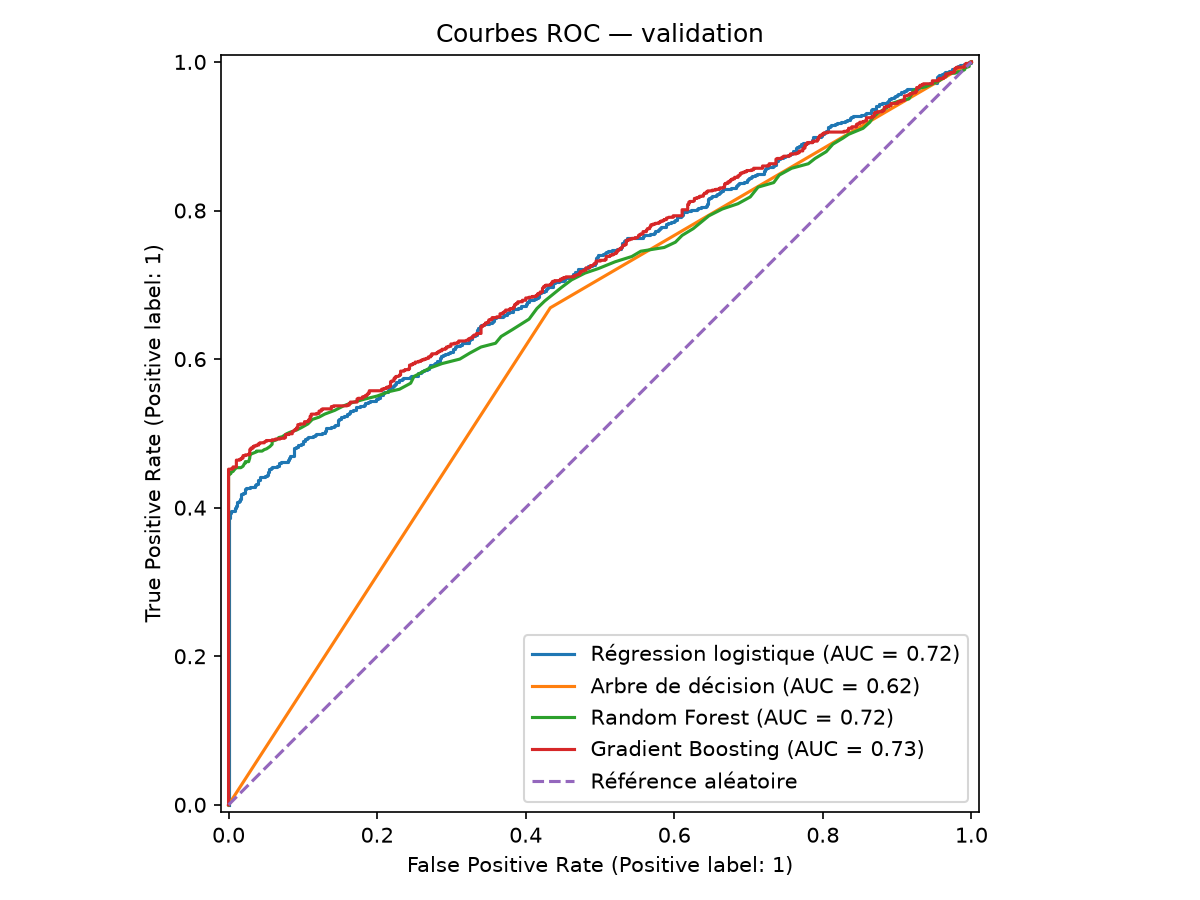 Courbes ROC — validation
1.0
0.8
0.6
0.4
0.2
0.0
True Positive Rate (Positive label: 1)
Régression logistique (AUC = 0.72)
Arbre de décision (AUC = 0.62)
Random Forest (AUC = 0.72)
Gradient Boosting (AUC = 0.73)
Référence aléatoire
0.0 0.2 0.4 0.6 0.8 1.0
False Positive Rate (Positive label: 1)